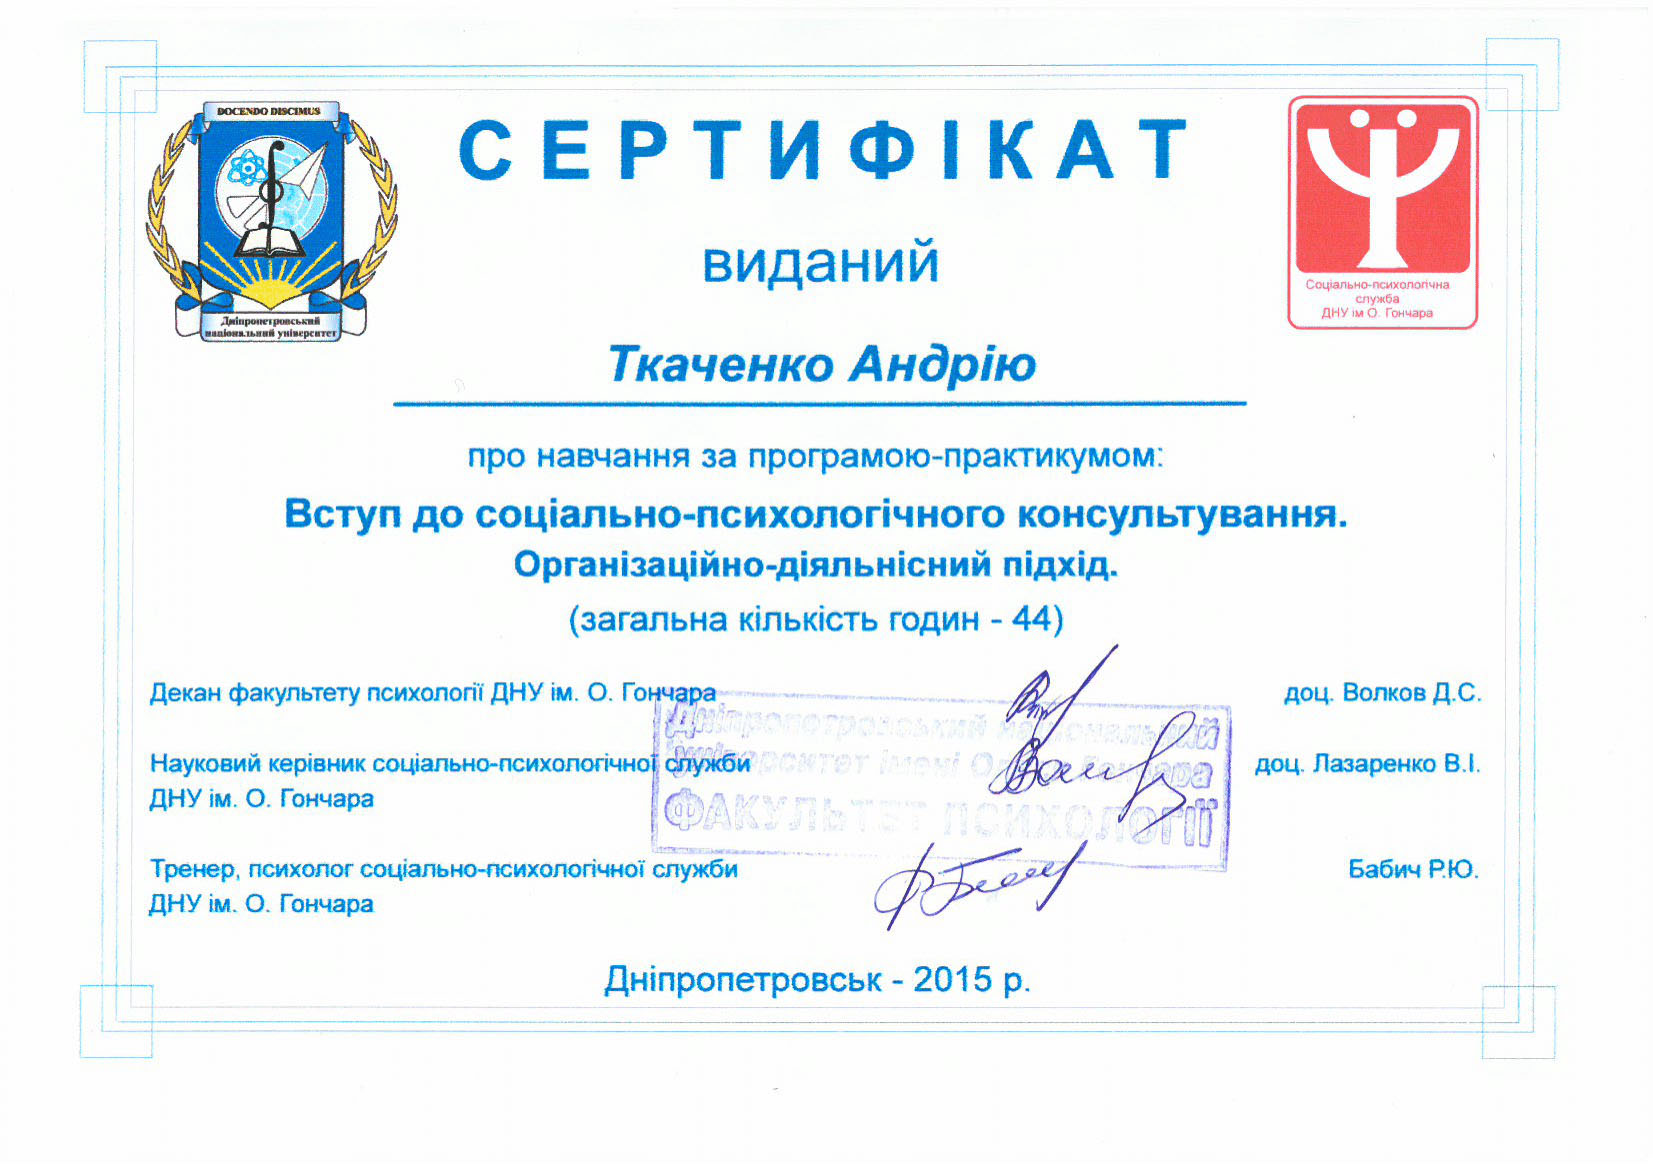 DOCENDO DISCIMUS
Дніпропетровський
національний університет
СЕРТИФІКАТ
Соціально-психологічна
служба
ДНУ ім О. Гончара
виданий
Ткаченко Андрію
про навчання за програмою-практикумом:
Вступ до соціально-психологічного консультування.
Організаційно-діяльнісний підхід.
(загальна кількість годин - 44)
Декан факультету психології ДНУ ім. О. Гончара
доц. Волков Д.С.
Дніпропетровський національний
університет імені Олеся Гончара
ФАКУЛЬТЕТ ПСИХОЛОГІЇ
Науковий керівник соціально-психологічної служби
ДНУ ім. О. Гончара
доц. Лазаренко В.І.
Тренер, психолог соціально-психологічної служби
ДНУ ім. О. Гончара
Бабич Р.Ю.
Дніпропетровськ - 2015 р.